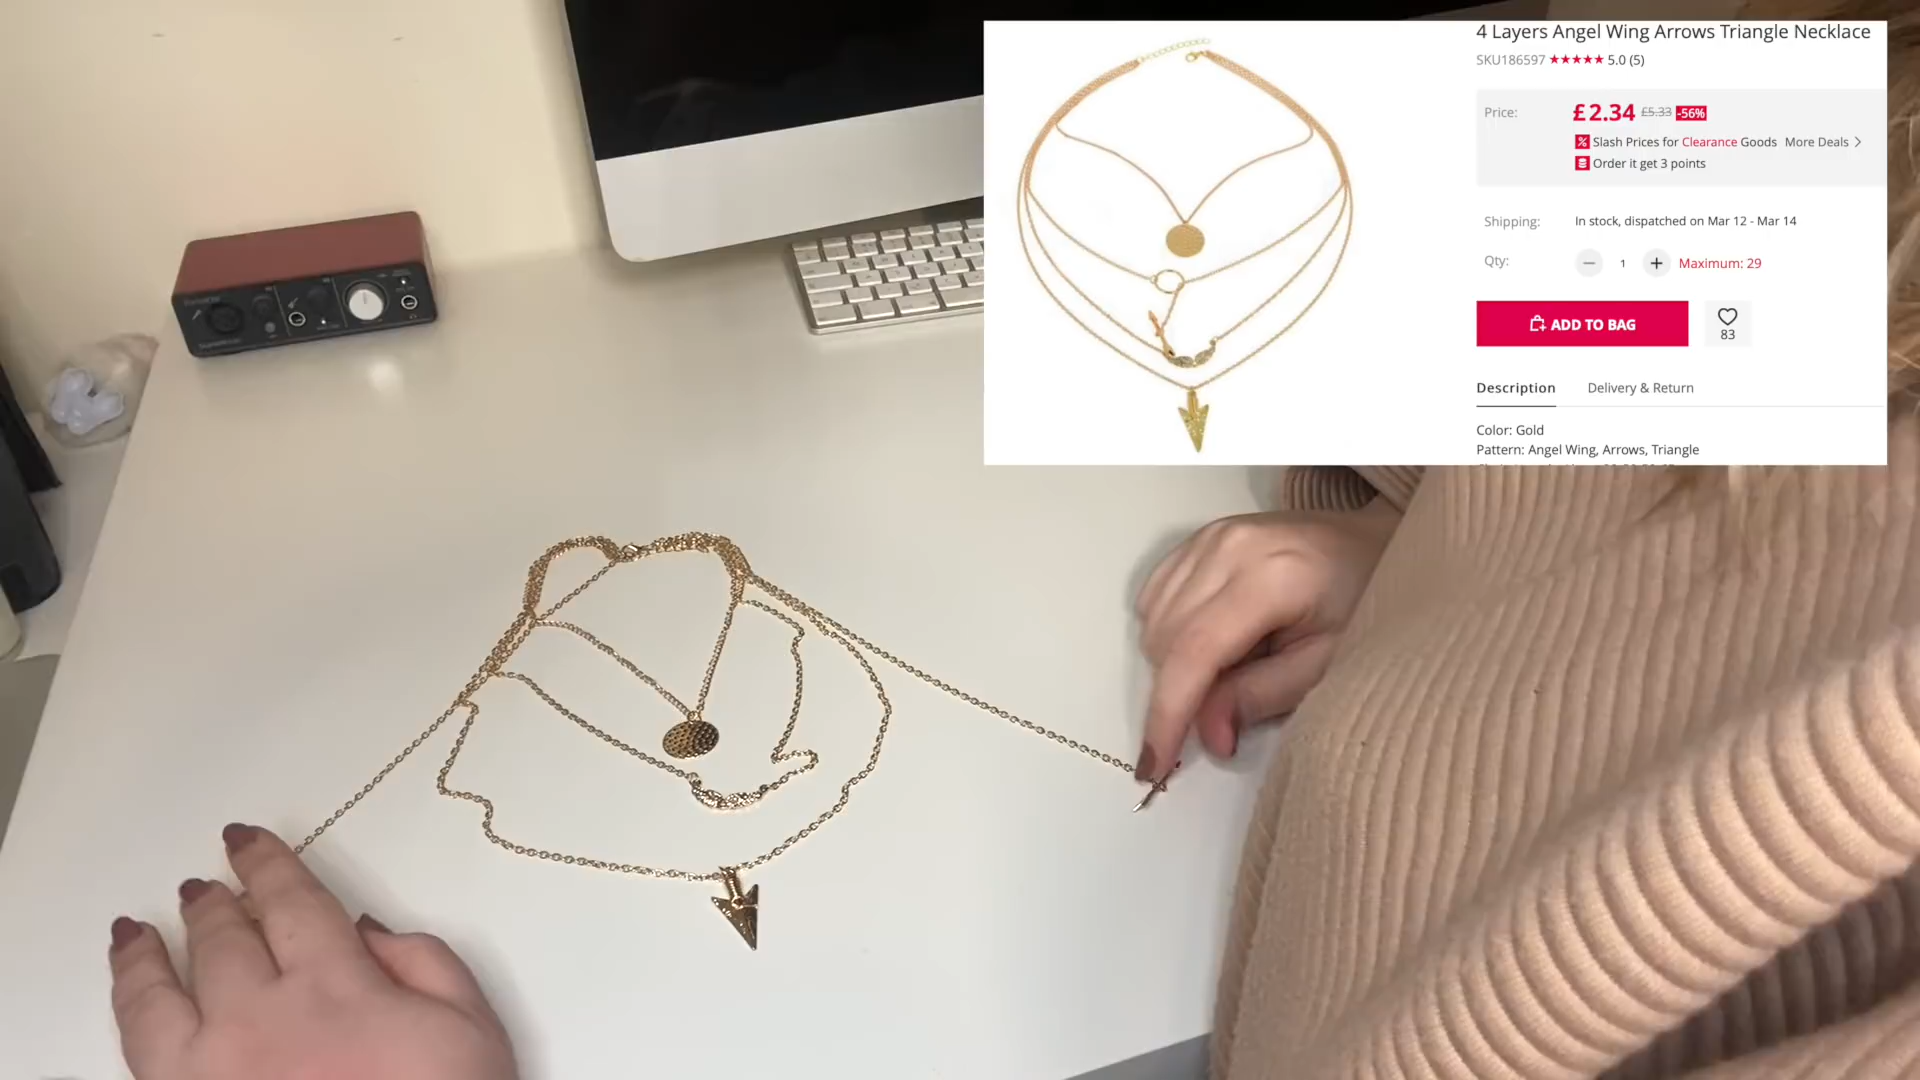 4 Layers Angel Wing Arrows Triangle Necklace
SKU186597 ★★★★★ 5.0 (5)
Price: £2.34 £5.33 -56%
% Slash Prices for Clearance Goods More Deals >
Order it get 3 points
Shipping: In stock, dispatched on Mar 12 - Mar 14
Qty: − 1 + Maximum: 29
ADD TO BAG
83
Description Delivery & Return
Color: Gold
Pattern: Angel Wing, Arrows, Triangle